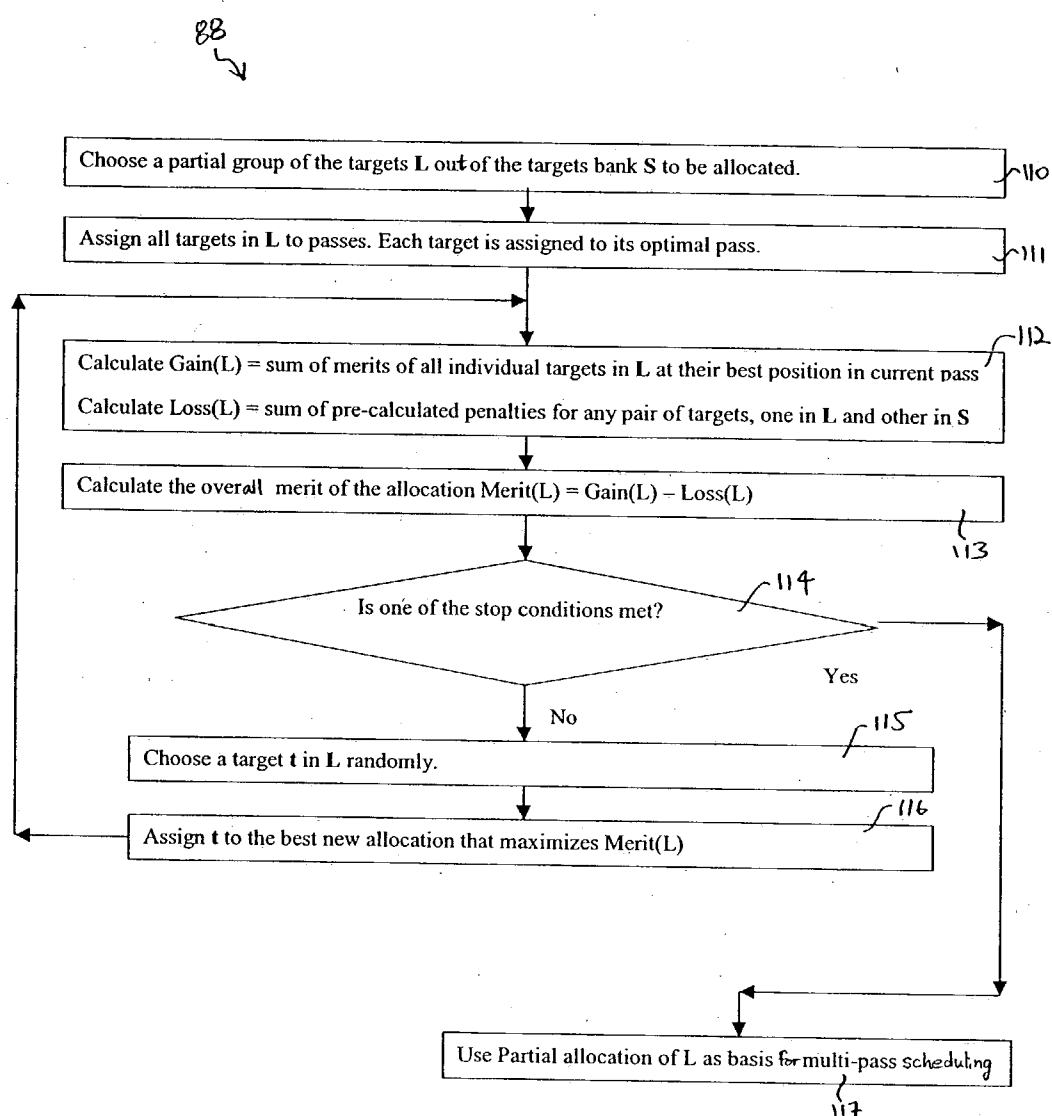 88
Choose a partial group of the targets L out of the targets bank S to be allocated.
110
Assign all targets in L to passes. Each target is assigned to its optimal pass.
111
112
Calculate Gain(L) = sum of merits of all individual targets in L at their best position in current pass
Calculate Loss(L) = sum of pre-calculated penalties for any pair of targets, one in L and other in S
Calculate the overall merit of the allocation Merit(L) = Gain(L) – Loss(L)
113
114
Is one of the stop conditions met?
Yes
No
115
Choose a target t in L randomly.
116
Assign t to the best new allocation that maximizes Merit(L)
Use Partial allocation of L as basis for multi-pass scheduting
117